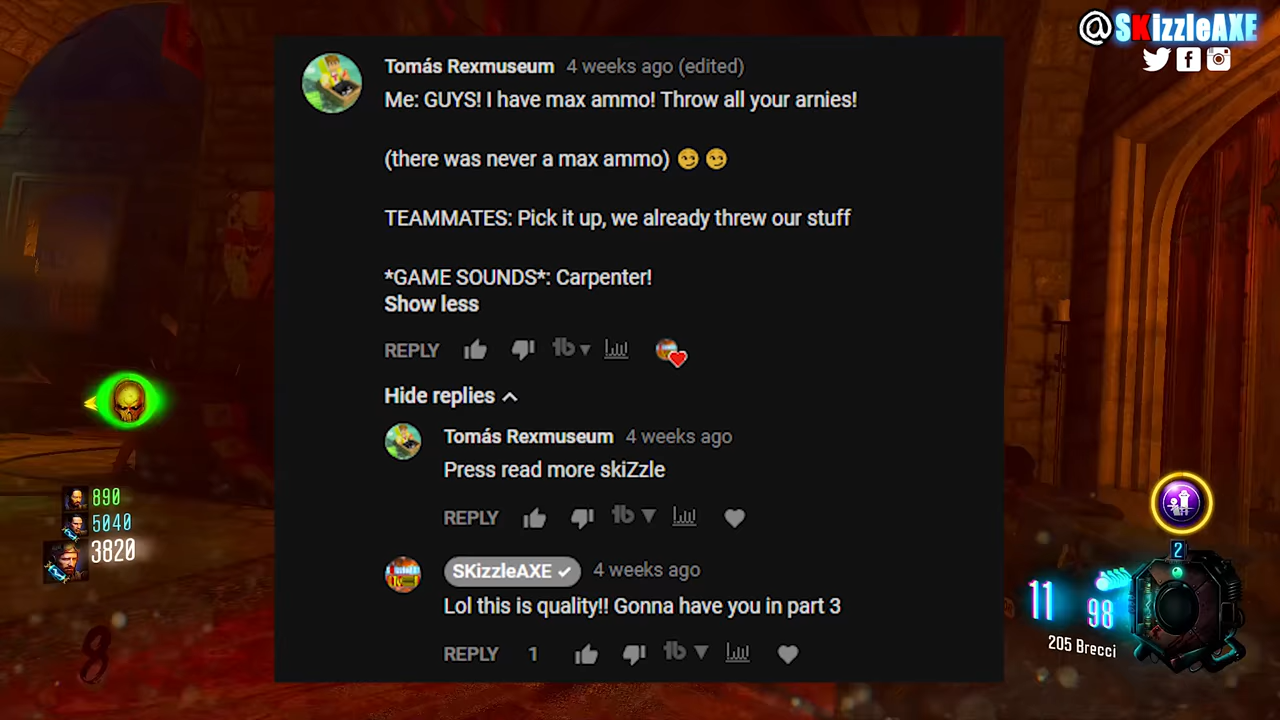 @SKizzleAXE
Tomás Rexmuseum 4 weeks ago (edited)
Me: GUYS! I have max ammo! Throw all your arnies!
(there was never a max ammo) 😏 😏
TEAMMATES: Pick it up, we already threw our stuff
*GAME SOUNDS*: Carpenter!
Show less
REPLY
Hide replies
Tomás Rexmuseum 4 weeks ago
Press read more skiZzle
REPLY
SKizzleAXE 4 weeks ago
Lol this is quality!! Gonna have you in part 3
REPLY 1
890
5040
3820
8
2
11 98
205 Brecci